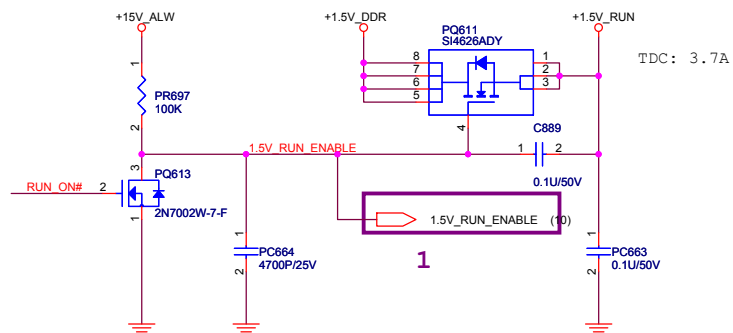 +15V_ALW
+1.5V_DDR
PQ611
SI4626ADY
+1.5V_RUN
TDC: 3.7A
8
7
6
5
1
2
3
4
1
PR697
100K
2
1.5V_RUN_ENABLE
C889
1
2
0.1U/50V
3
PQ613
RUN_ON#
2
2N7002W-7-F
1
1.5V_RUN_ENABLE (10)
1
1
PC664
4700P/25V
2
1
PC663
0.1U/50V
2